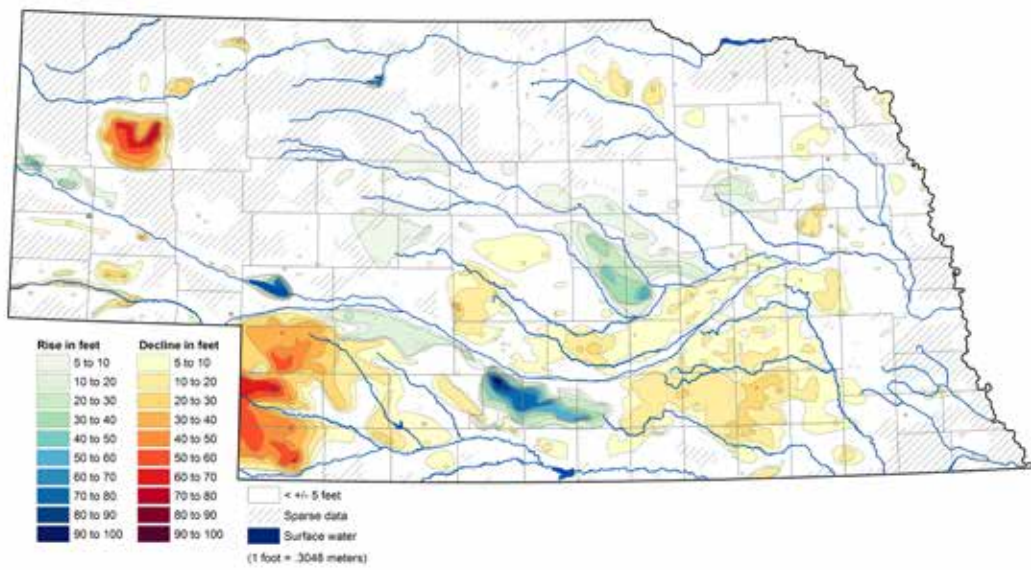 Rise in feet
5 to 10
10 to 20
20 to 30
30 to 40
40 to 50
50 to 60
60 to 70
70 to 80
80 to 90
90 to 100
Decline in feet
5 to 10
10 to 20
20 to 30
30 to 40
40 to 50
50 to 60
60 to 70
70 to 80
80 to 90
90 to 100
< +/- 5 feet
Sparse data
Surface water
(1 foot = .3048 meters)